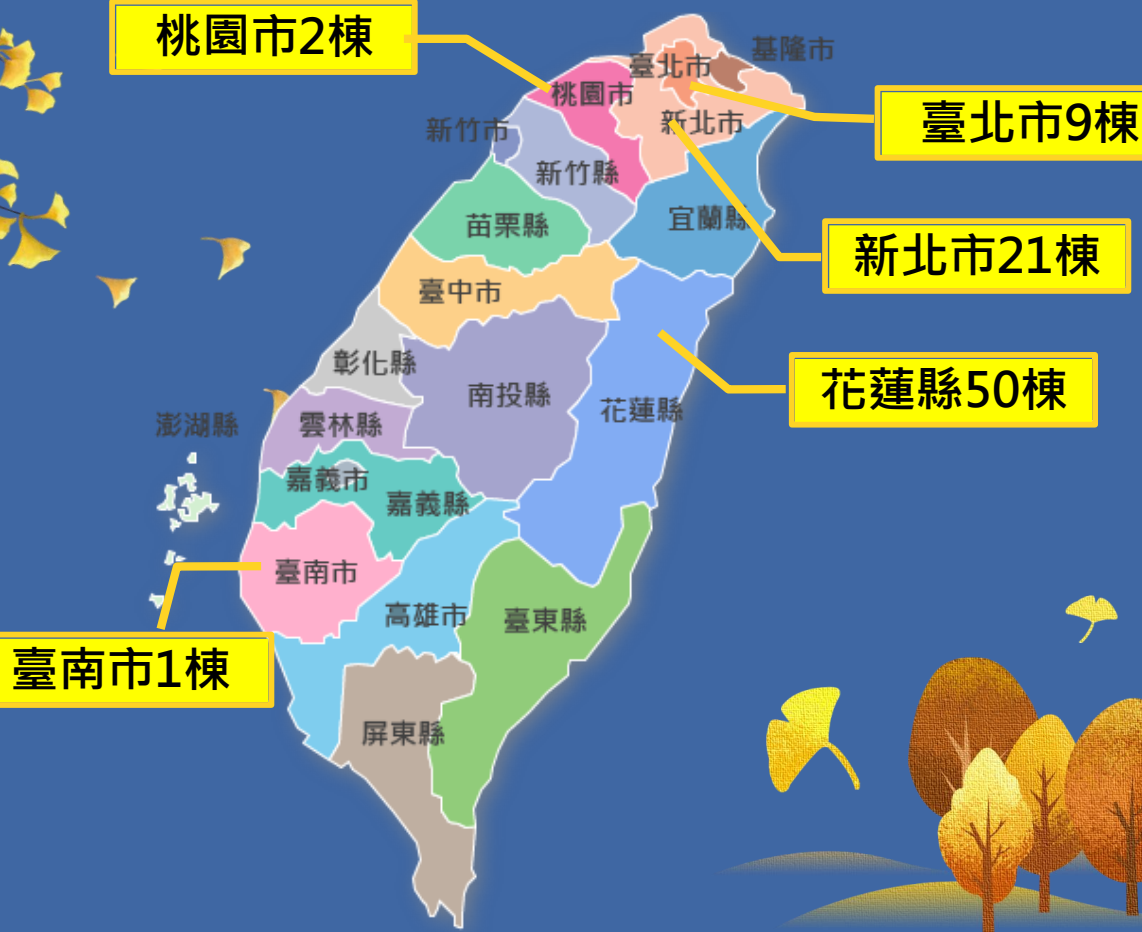 桃園市2棟
基隆市
臺北市
桃園市
臺北市9棟
新北市
新竹市
新竹縣
苗栗縣
宜蘭縣
新北市21棟
臺中市
彰化縣
南投縣
花蓮縣50棟
花蓮縣
澎湖縣
雲林縣
嘉義市
嘉義縣
臺南市
高雄市
臺東縣
臺南市1棟
屏東縣